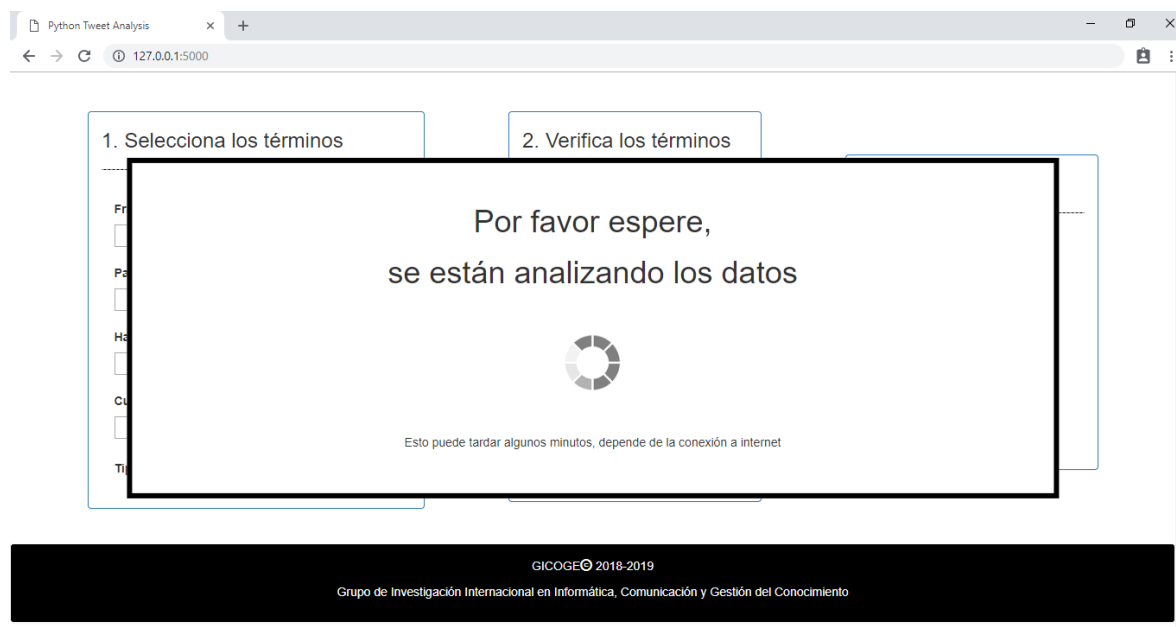 Python Tweet Analysis
127.0.0.1:5000
1. Selecciona los términos
2. Verifica los términos
Por favor espere,
se están analizando los datos
Esto puede tardar algunos minutos, depende de la conexión a internet
GICOGE© 2018-2019
Grupo de Investigación Internacional en Informática, Comunicación y Gestión del Conocimiento